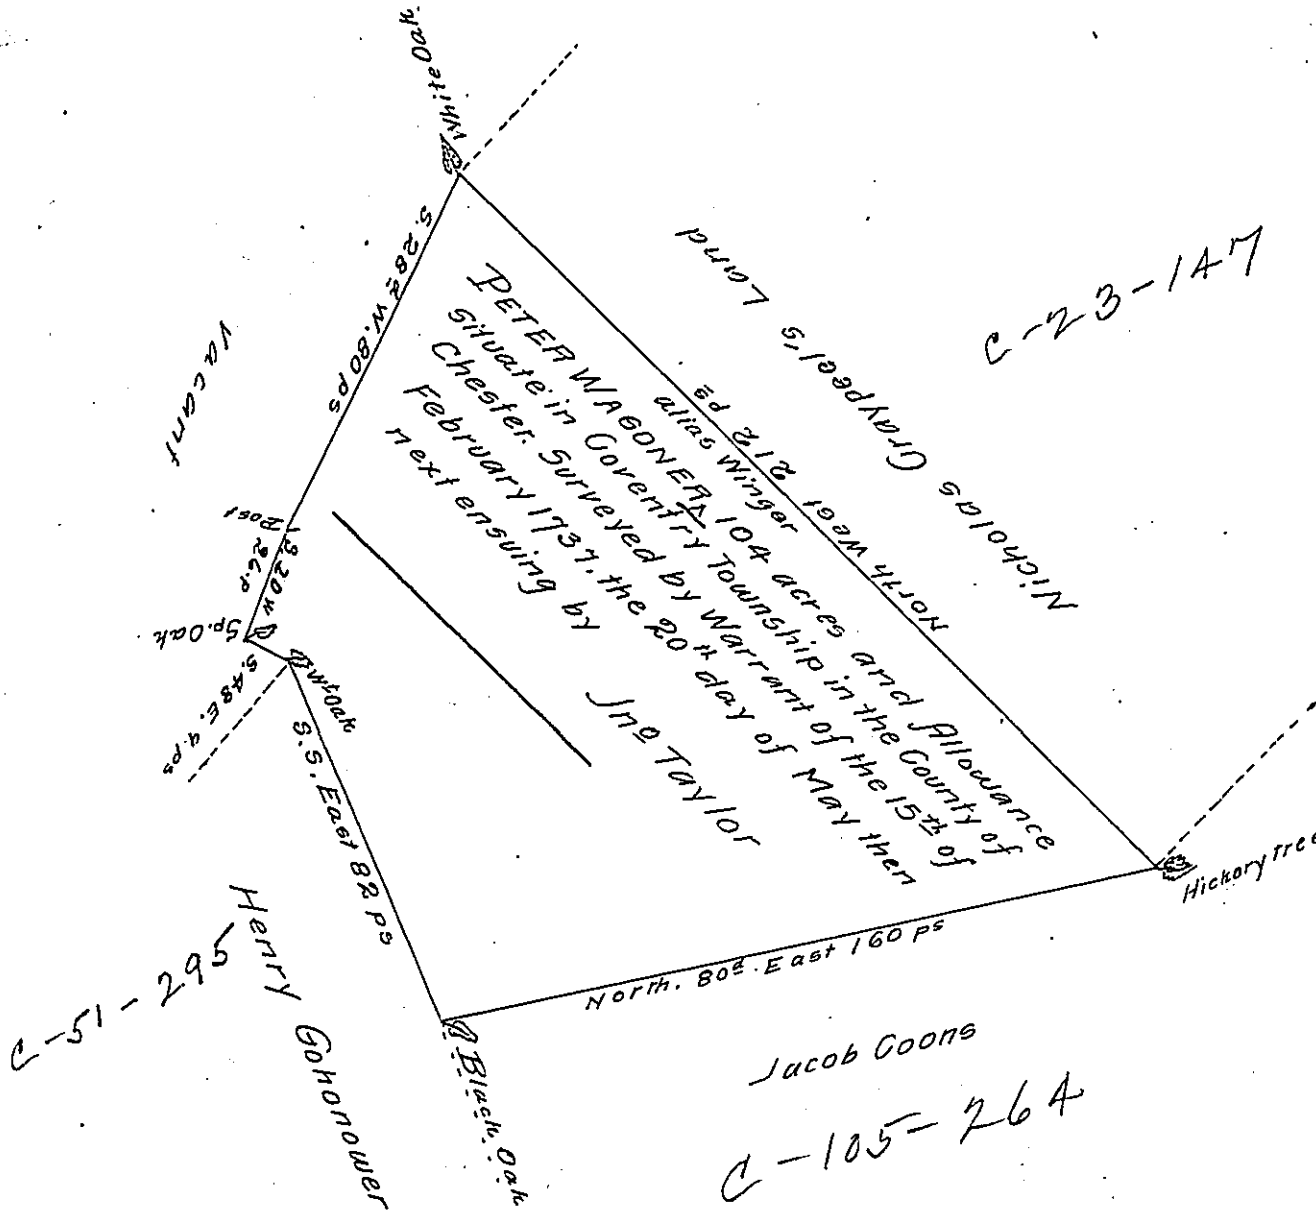 White Oak.
S. 28d W. 80 ps
Vacant
Post
S. 20 W
26. P
Sp. Oak
S. 48 E. 4. ps
Wt Oak
S. S. East 82 ps
C-51-295
Henry Gohonower
Black Oak
North. 80d. East 160 ps
Jacob Coons
C-105-264
Hickory tree
North West 212 ps
Nicholas Graypeel's Land
C-23-147
alias Winger
PETER WAGONER ^ 104 acres and Allowance
Situate in Coventry Township in the County of
Chester. Surveyed by Warrant of the 15th of
February 1737, the 20th day of May then
next ensuing by
Jno Taylor